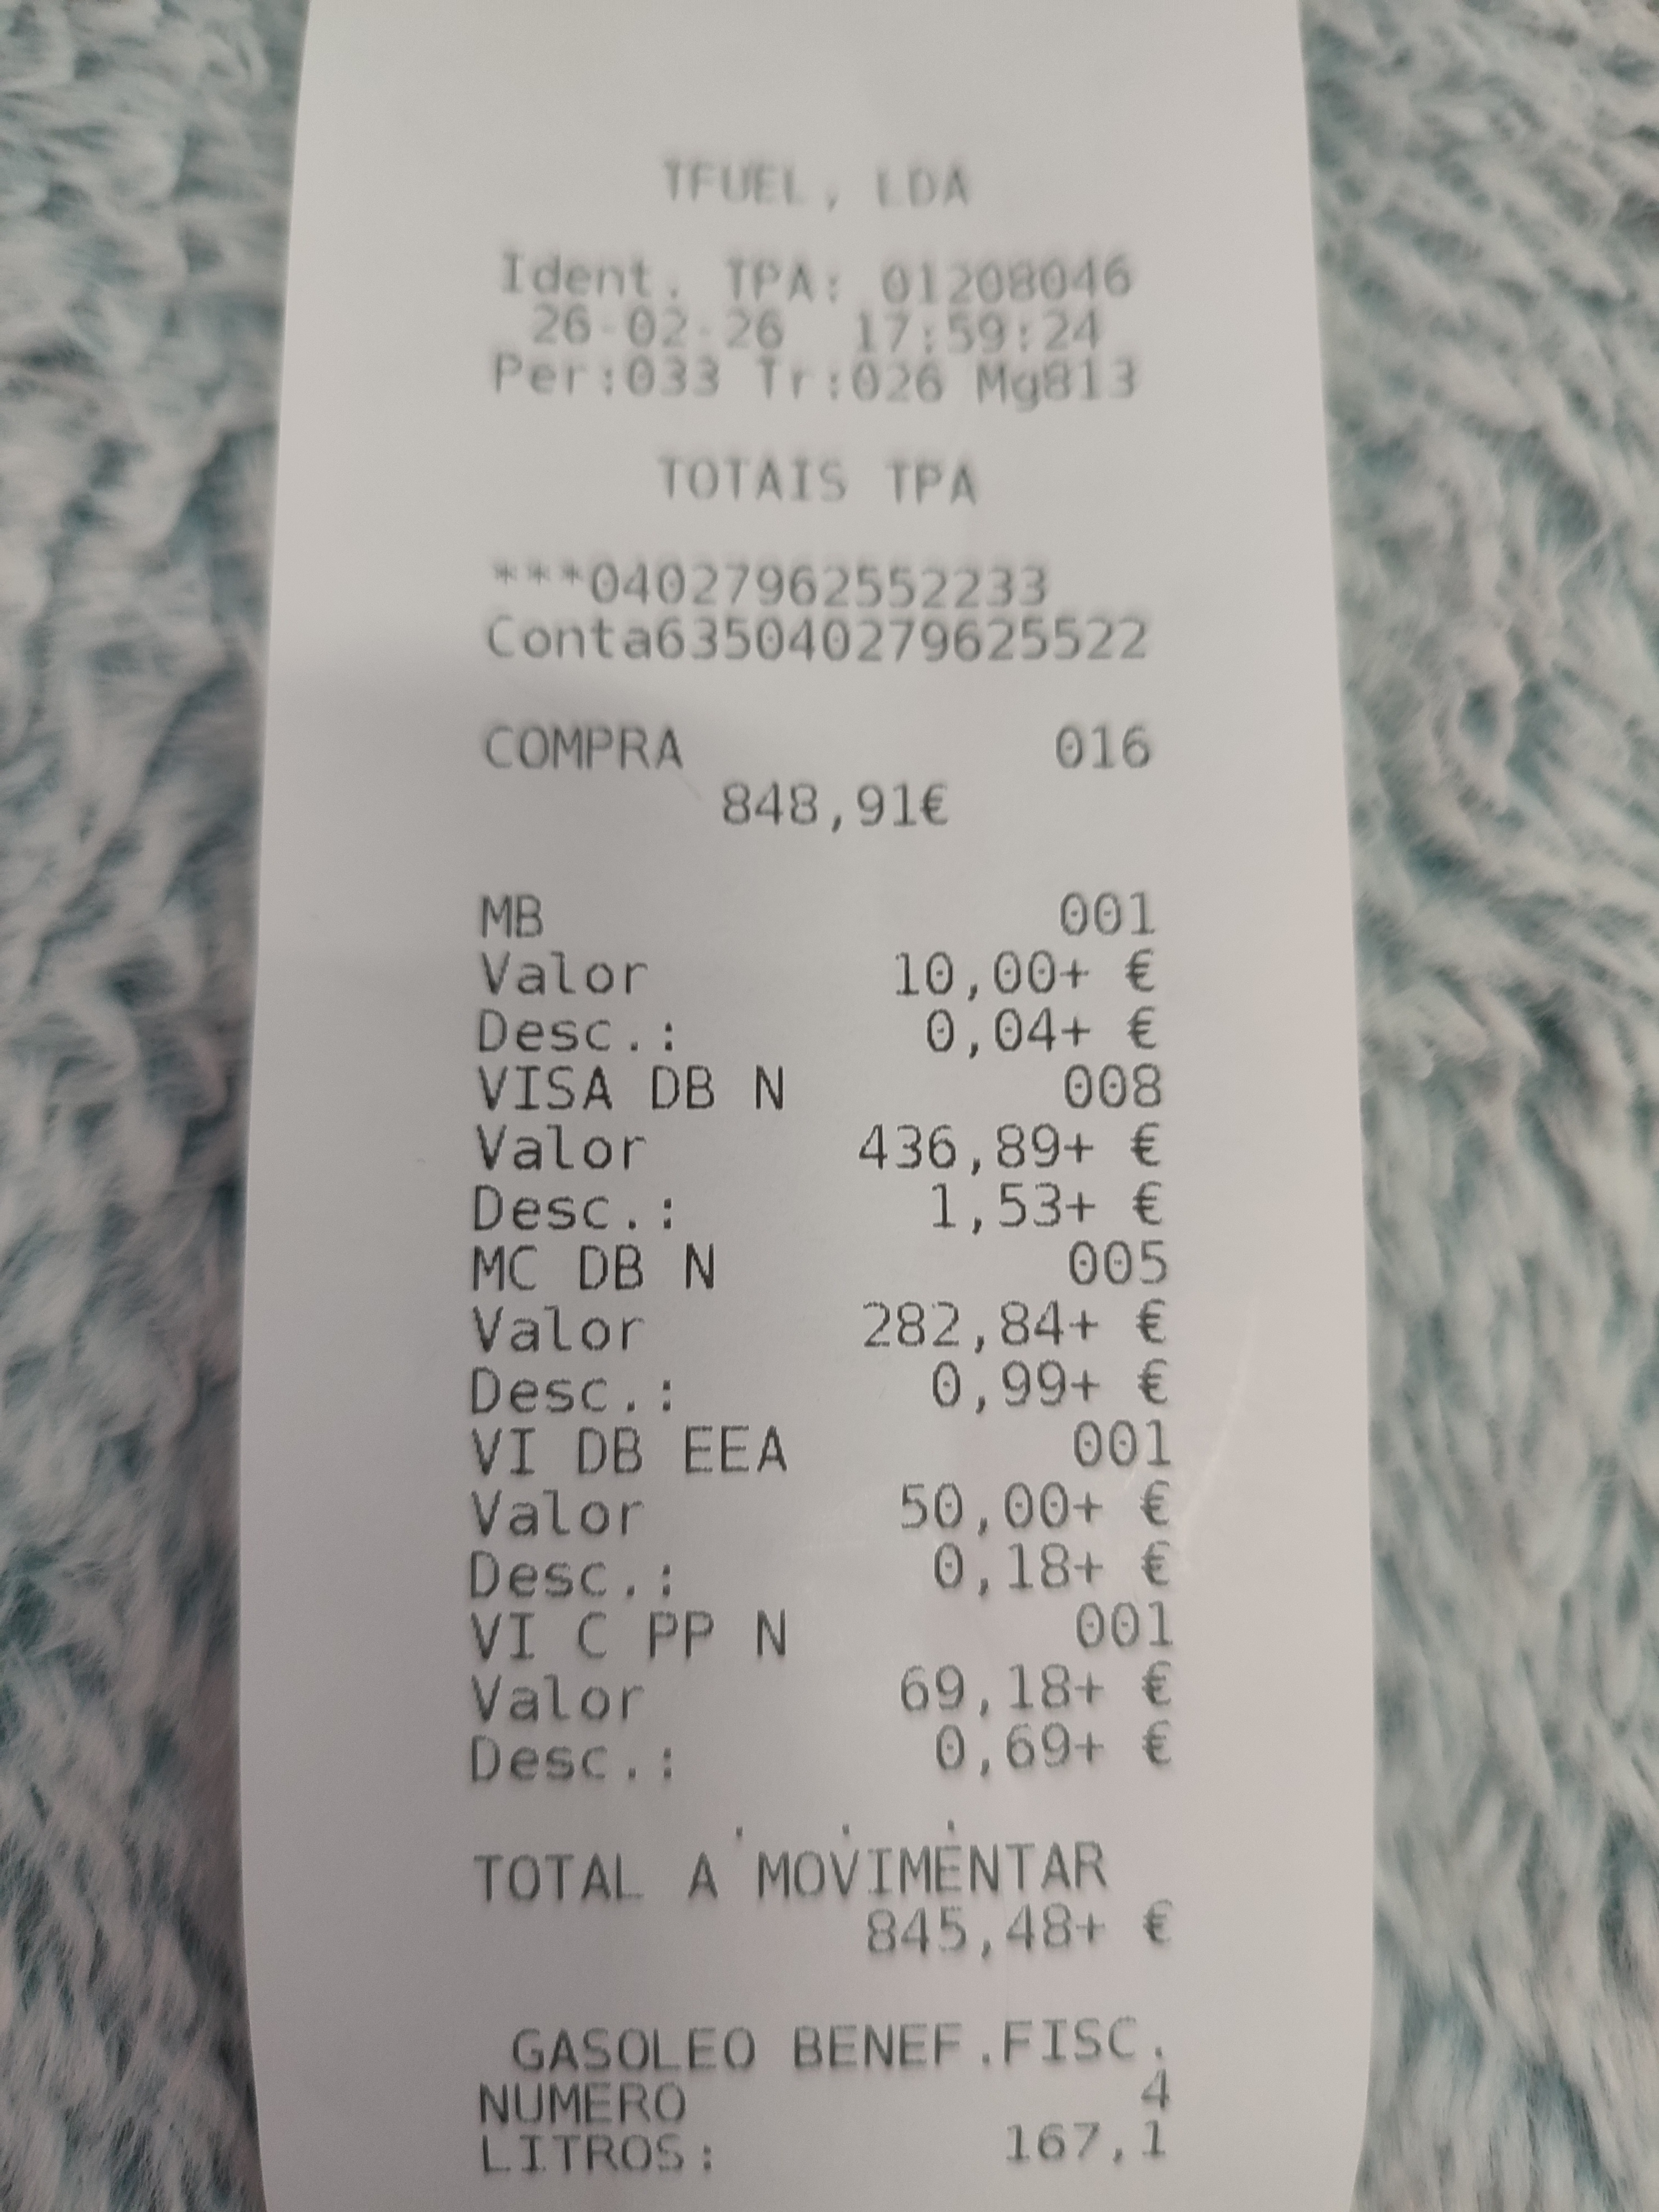 TFUEL, LDA
Ident. TPA: 01208046
26-02-26 17:59:24
Per:033 Tr:026 Mg813
TOTAIS TPA
***04027962552233
Conta635040279625522
COMPRA 016
848,91€
MB 001
Valor 10,00+ €
Desc.: 0,04+ €
VISA DB N 008
Valor 436,89+ €
Desc.: 1,53+ €
MC DB N 005
Valor 282,84+ €
Desc.: 0,99+ €
VI DB EEA 001
Valor 50,00+ €
Desc.: 0,18+ €
VI C PP N 001
Valor 69,18+ €
Desc.: 0,69+ €
. . .
TOTAL A MOVIMENTAR
845,48+ €
GASOLEO BENEF.FISC.
NUMERO 4
LITROS: 167,1